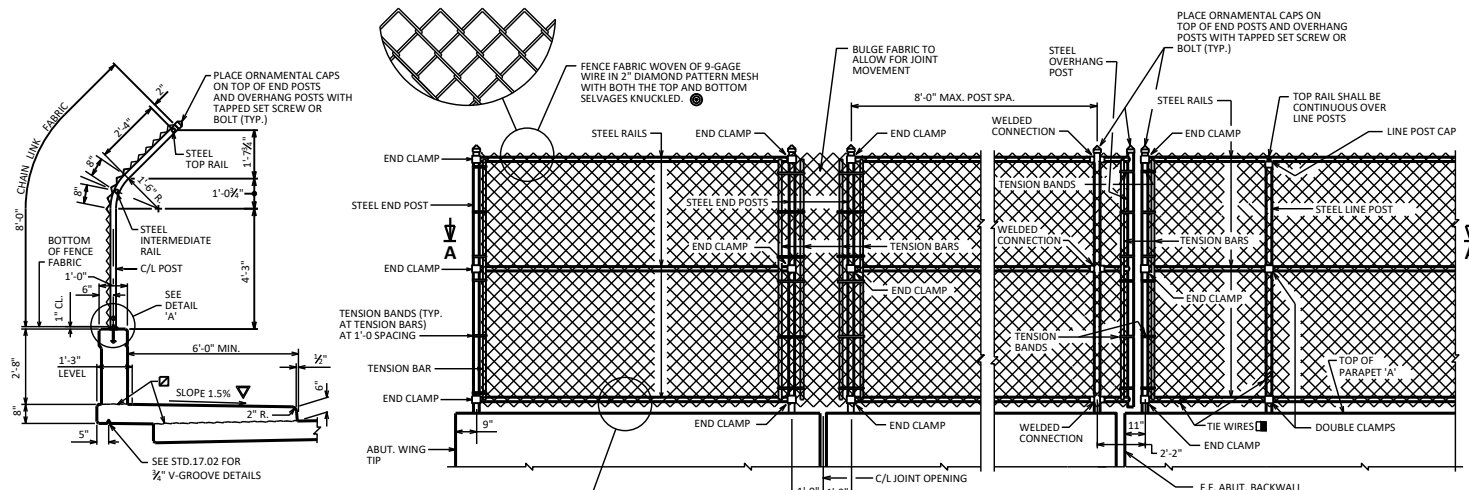 CHAIN LINK FABRIC
8'-0"
PLACE ORNAMENTAL CAPS
ON TOP OF END POSTS
AND OVERHANG POSTS WITH
TAPPED SET SCREW OR
BOLT (TYP.)
2"
2'-4"
8"
8"
STEEL
TOP RAIL
1'-6" R.
1'-7¾"
1'-0¾"
4'-3"
STEEL
INTERMEDIATE
RAIL
C/L POST
BOTTOM
OF FENCE
FABRIC
1'-0"
6"
1" CL.
SEE
DETAIL
'A'
6'-0" MIN.
½"
2'-8"
1'-3"
LEVEL
SLOPE 1.5%
6"
2" R.
8"
5"
SEE STD.17.02 FOR
¾" V-GROOVE DETAILS
FENCE FABRIC WOVEN OF 9-GAGE
WIRE IN 2" DIAMOND PATTERN MESH
WITH BOTH THE TOP AND BOTTOM
SELVAGES KNUCKLED.
BULGE FABRIC TO
ALLOW FOR JOINT
MOVEMENT
STEEL
OVERHANG
POST
PLACE ORNAMENTAL CAPS ON
TOP OF END POSTS AND OVERHANG
POSTS WITH TAPPED SET SCREW OR
BOLT (TYP.)
8'-0" MAX. POST SPA.
STEEL RAILS
TOP RAIL SHALL BE
CONTINUOUS OVER
LINE POSTS
STEEL RAILS
END CLAMP
END CLAMP
WELDED
CONNECTION
END CLAMP
LINE POST CAP
END CLAMP
TENSION BANDS
STEEL END POST
STEEL END POSTS
STEEL LINE POST
A
WELDED
CONNECTION
END CLAMP
TENSION BARS
TENSION BARS
A
END CLAMP
END CLAMP
END CLAMP
TENSION BANDS (TYP.
AT TENSION BARS)
AT 1'-0 SPACING
TENSION
BANDS
TOP OF
PARAPET 'A'
TENSION BAR
END CLAMP
END CLAMP
END CLAMP
WELDED
CONNECTION
11"
TIE WIRES
DOUBLE CLAMPS
END CLAMP
9"
2'-2"
ABUT. WING
TIP
C/L JOINT OPENING
1'-0"
1'-0"
F.F. ABUT. BACKWALL